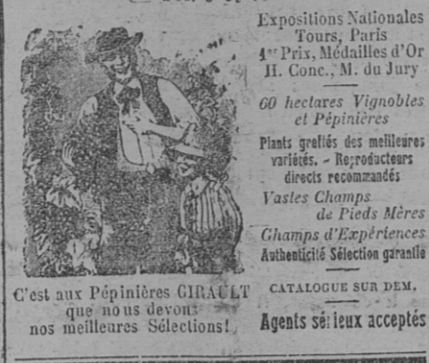 Expositions Nationales
Tours, Paris
1er Prix, Médailles d'Or
H. Conc., M. du Jury
60 hectares Vignobles
et Pépinières
Plants greffés des meilleures
variétés. - Reproducteurs
directs recommandés
Vastes Champs
de Pieds Mères
Champs d'Expériences
Authenticité Sélection garantie
CATALOGUE SUR DEM.
Agents sérieux acceptés
C'est aux Pépinières GIRAULT
que nous devons
nos meilleures Sélections!